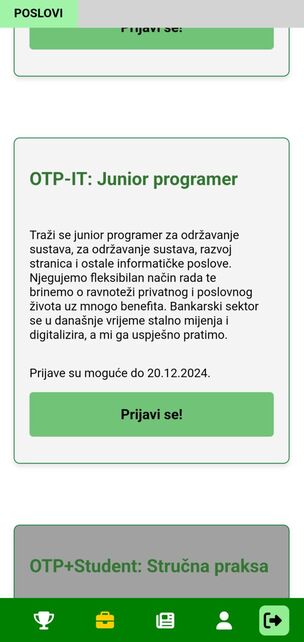 POSLOVI
Prijavi se!
OTP-IT: Junior programer
Traži se junior programer za održavanje
sustava, za održavanje sustava, razvoj
stranica i ostale informatičke poslove.
Njegujemo fleksibilan način rada te
brinemo o ravnoteži privatnog i poslovnog
života uz mnogo benefita. Bankarski sektor
se u današnje vrijeme stalno mijenja i
digitalizira, a mi ga uspješno pratimo.
Prijave su moguće do 20.12.2024.
Prijavi se!
OTP+Student: Stručna praksa